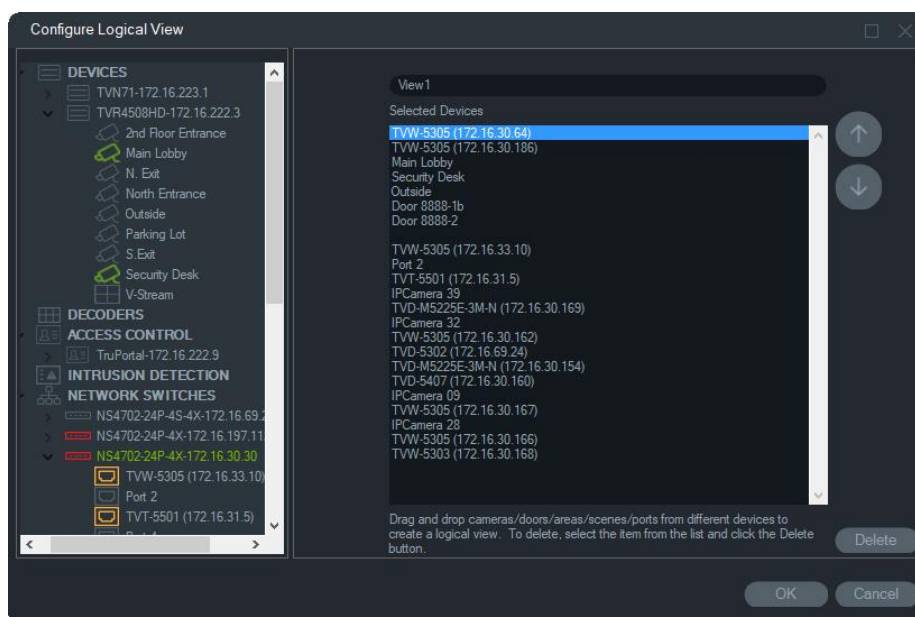 Configure Logical View
DEVICES
TVN71-172.16.223.1
TVR4508HD-172.16.222.3
2nd Floor Entrance
Main Lobby
N. Exit
North Entrance
Outside
Parking Lot
S.Exit
Security Desk
V-Stream
DECODERS
ACCESS CONTROL
TruPortal-172.16.222.9
INTRUSION DETECTION
NETWORK SWITCHES
NS4702-24P-4S-4X-172.16.69.2
NS4702-24P-4X-172.16.197.11
NS4702-24P-4X-172.16.30.30
TVW-5305 (172.16.33.10)
Port 2
TVT-5501 (172.16.31.5)
View1
Selected Devices
TVW-5305 (172.16.30.64)
TVW-5305 (172.16.30.186)
Main Lobby
Security Desk
Outside
Door 8888-1b
Door 8888-2
TVW-5305 (172.16.33.10)
Port 2
TVT-5501 (172.16.31.5)
IPCamera 39
TVD-M5225E-3M-N (172.16.30.169)
IPCamera 32
TVW-5305 (172.16.30.162)
TVD-5302 (172.16.69.24)
TVD-M5225E-3M-N (172.16.30.154)
TVD-5407 (172.16.30.160)
IPCamera 09
TVW-5305 (172.16.30.167)
IPCamera 28
TVW-5305 (172.16.30.166)
TVW-5303 (172.16.30.168)
Drag and drop cameras/doors/areas/scenes/ports from different devices to
create a logical view. To delete, select the item from the list and click the Delete
button.
Delete
OK
Cancel